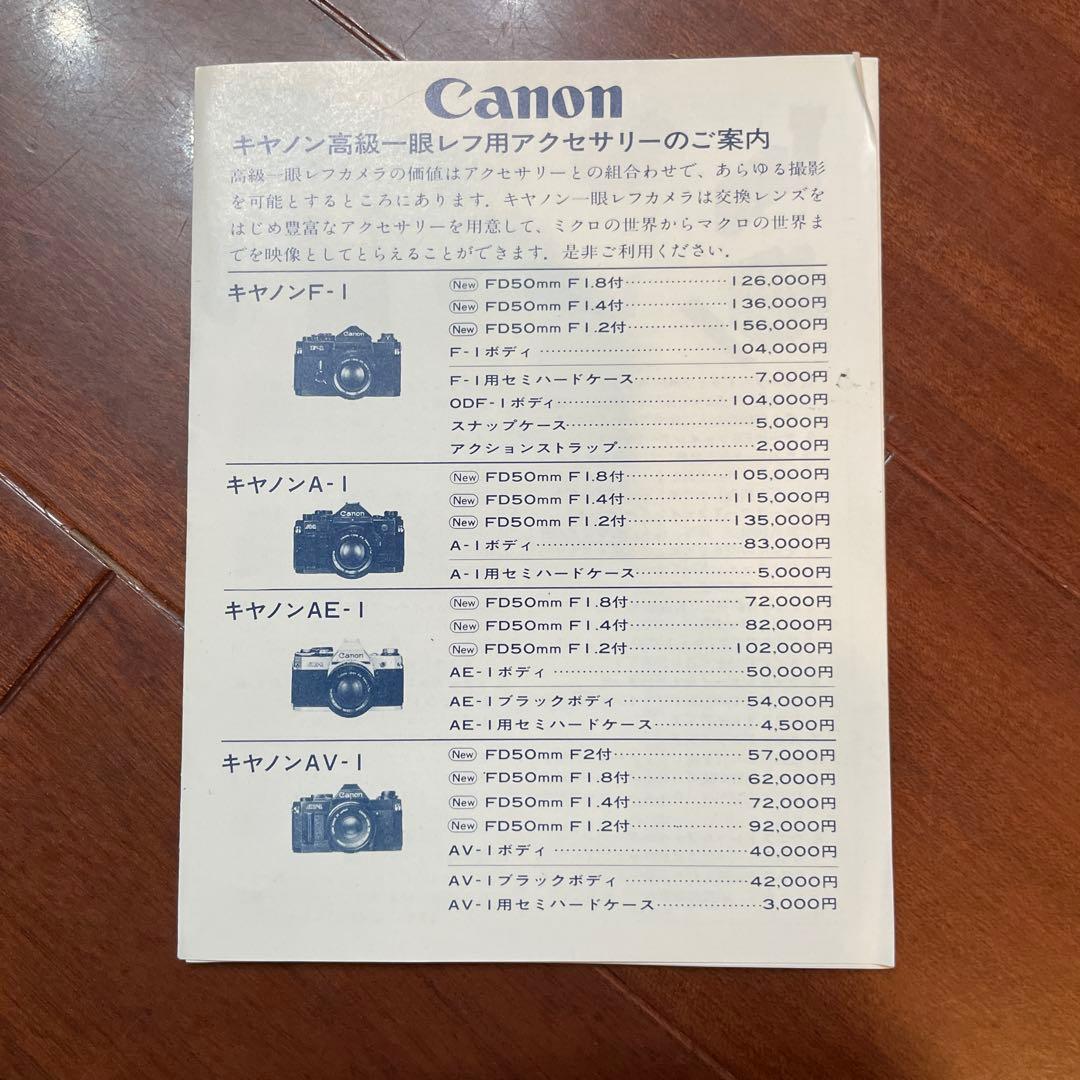 Canon
キヤノン高級一眼レフ用アクセサリーのご案内
高級一眼レフカメラの価値はアクセサリーとの組合わせで、あらゆる撮影
を可能とするところにあります．キヤノン一眼レフカメラは交換レンズを
はじめ豊富なアクセサリーを用意して、ミクロの世界からマクロの世界ま
でを映像としてとらえることができます．是非ご利用ください．
キヤノンF-1
New FD50mm F1.8付 126,000円
New FD50mm F1.4付 136,000円
New FD50mm F1.2付 156,000円
F-1ボディ 104,000円
F-1用セミハードケース 7,000円
ODF-1ボディ 104,000円
スナップケース 5,000円
アクションストラップ 2,000円
Canon
キヤノンA-1
New FD50mm F1.8付 105,000円
New FD50mm F1.4付 115,000円
New FD50mm F1.2付 135,000円
A-1ボディ 83,000円
A-1用セミハードケース 5,000円
Canon
キヤノンAE-1
New FD50mm F1.8付 72,000円
New FD50mm F1.4付 82,000円
New FD50mm F1.2付 102,000円
AE-1ボディ 50,000円
AE-1ブラックボディ 54,000円
AE-1用セミハードケース 4,500円
Canon
キヤノンAV-1
New FD50mm F2付 57,000円
New FD50mm F1.8付 62,000円
New FD50mm F1.4付 72,000円
New FD50mm F1.2付 92,000円
AV-1ボディ 40,000円
AV-1ブラックボディ 42,000円
AV-1用セミハードケース 3,000円
Canon